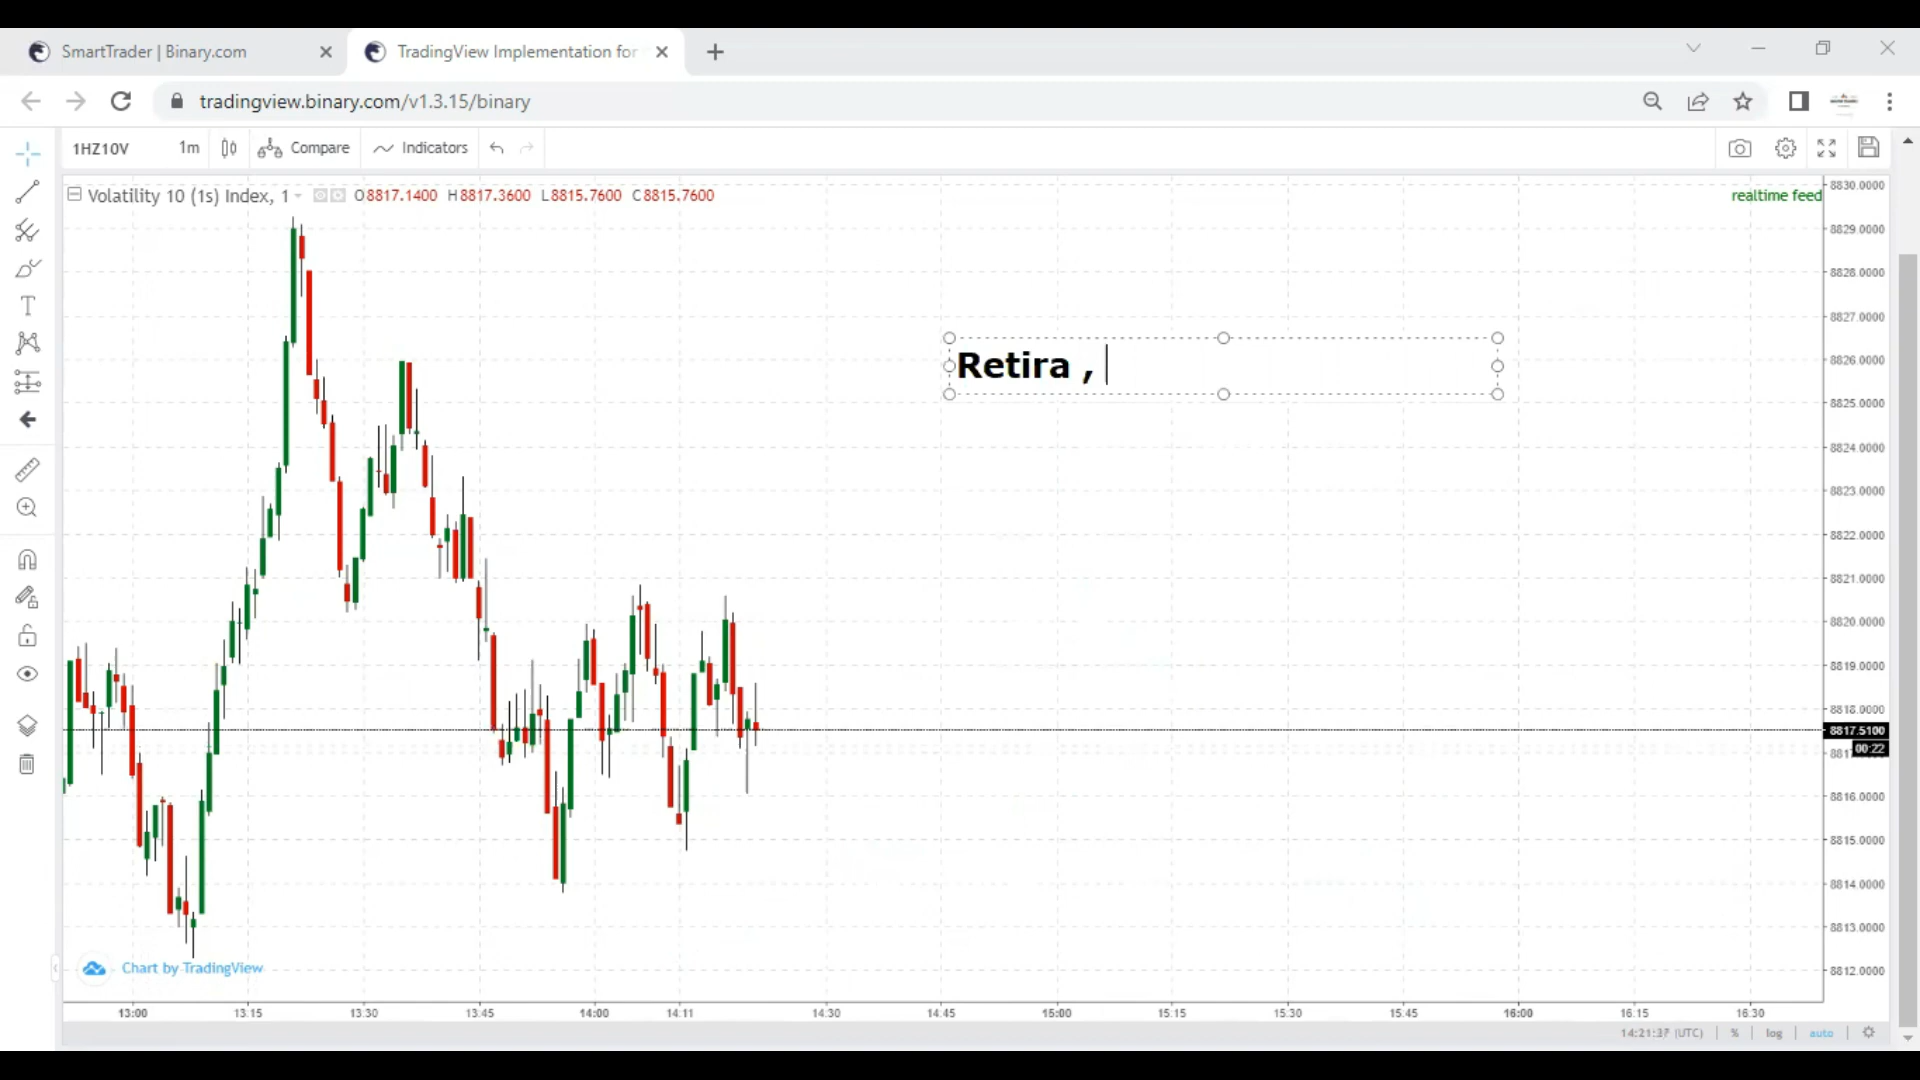 SmartTrader | Binary.com
TradingView Implementation for
tradingview.binary.com/v1.3.15/binary
1HZ10V 1m Compare Indicators
Volatility 10 (1s) Index, 1 O8817.1400 H8817.3600 L8815.7600 C8815.7600
realtime feed
Retira ,
8830.0000
8829.0000
8828.0000
8827.0000
8826.0000
8825.0000
8824.0000
8823.0000
8822.0000
8821.0000
8820.0000
8819.0000
8818.0000
8817.5100
00:22
8816.0000
8815.0000
8814.0000
8813.0000
8812.0000
Chart by TradingView
13:00 13:15 13:30 13:45 14:00 14:11 14:30 14:45 15:00 15:15 15:30 15:45 16:00 16:15 16:30
14:21:37 (UTC) % log auto